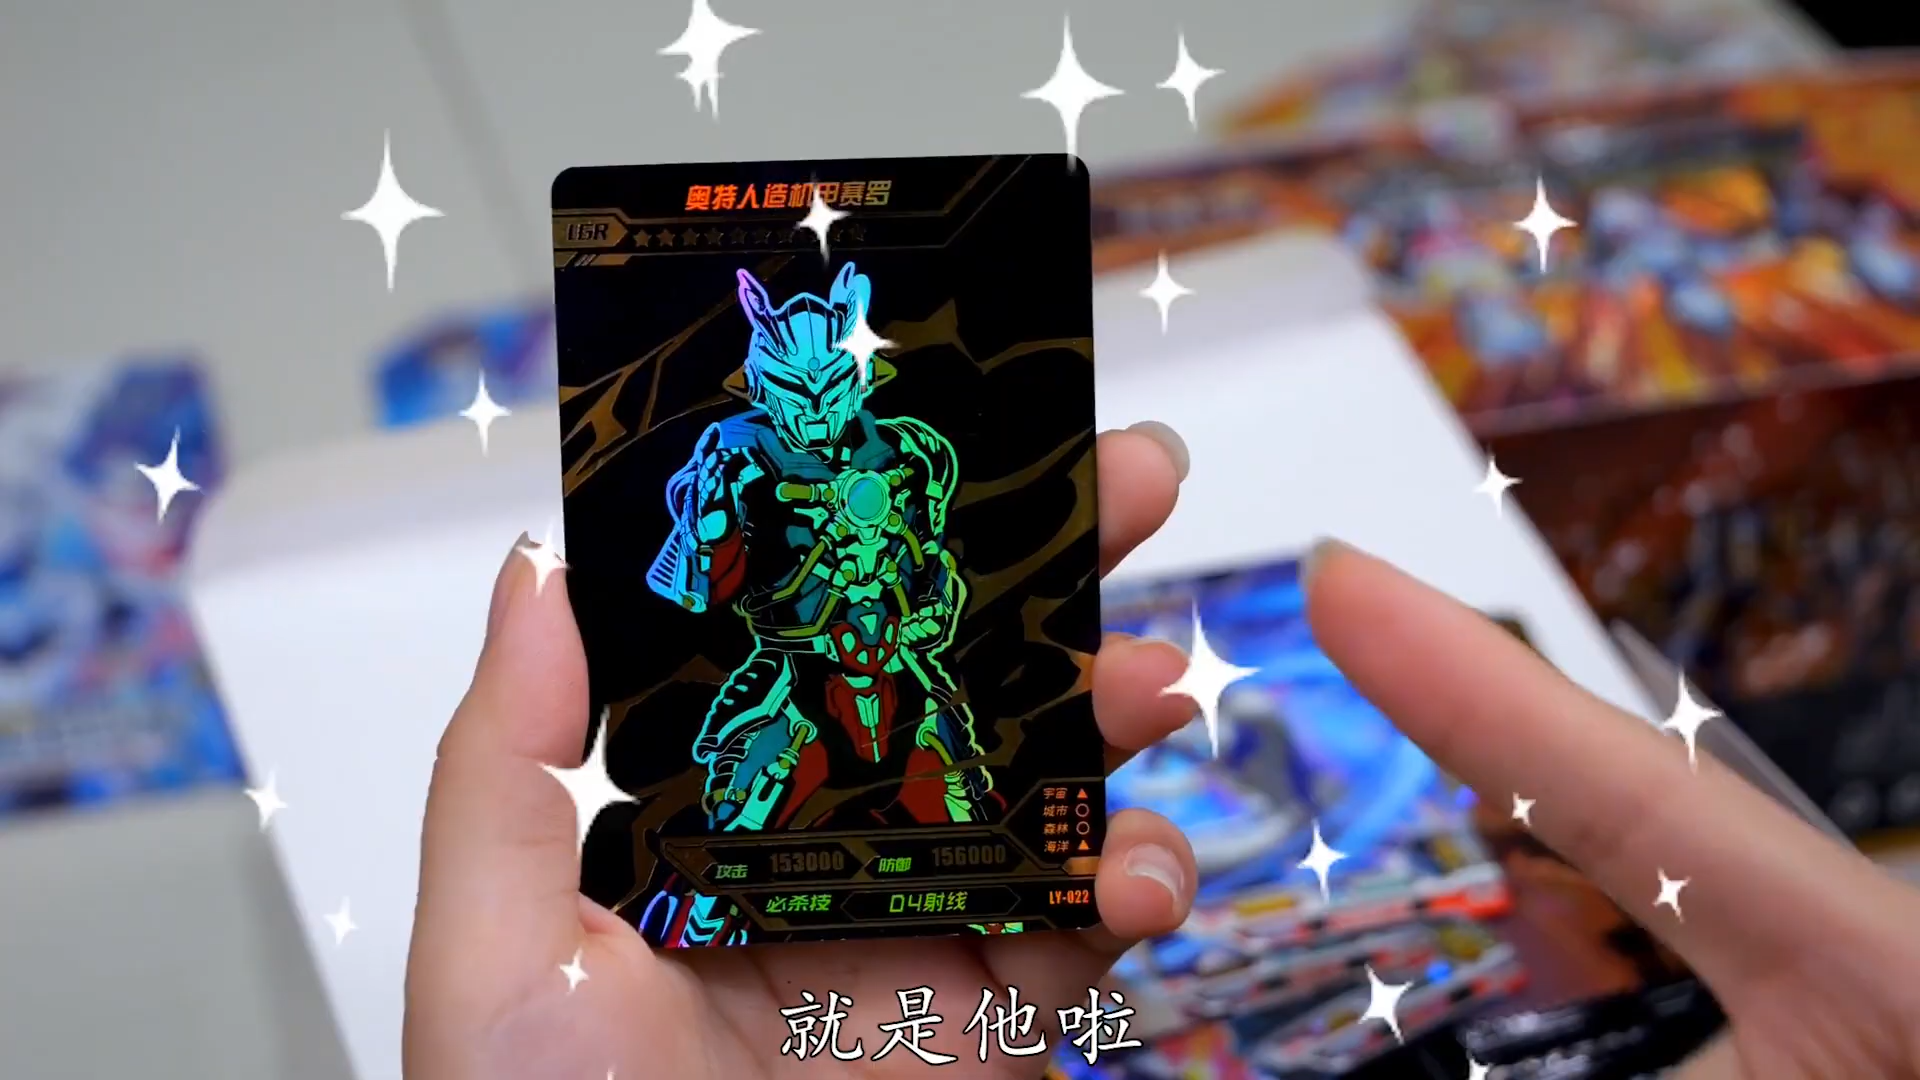 奥特人造机甲赛罗
LGR
宇宙 ▲
城市 ○
森林 ○
海洋 ▲
攻击 153000 防御 156000
必杀技 D4射线
LY-022
就是他啦